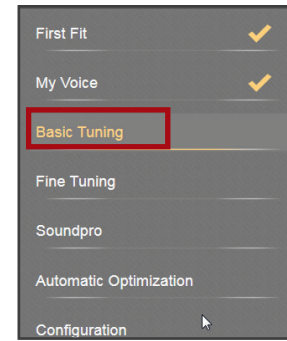 First Fit
My Voice
Basic Tuning
Fine Tuning
Soundpro
Automatic Optimization
Configuration